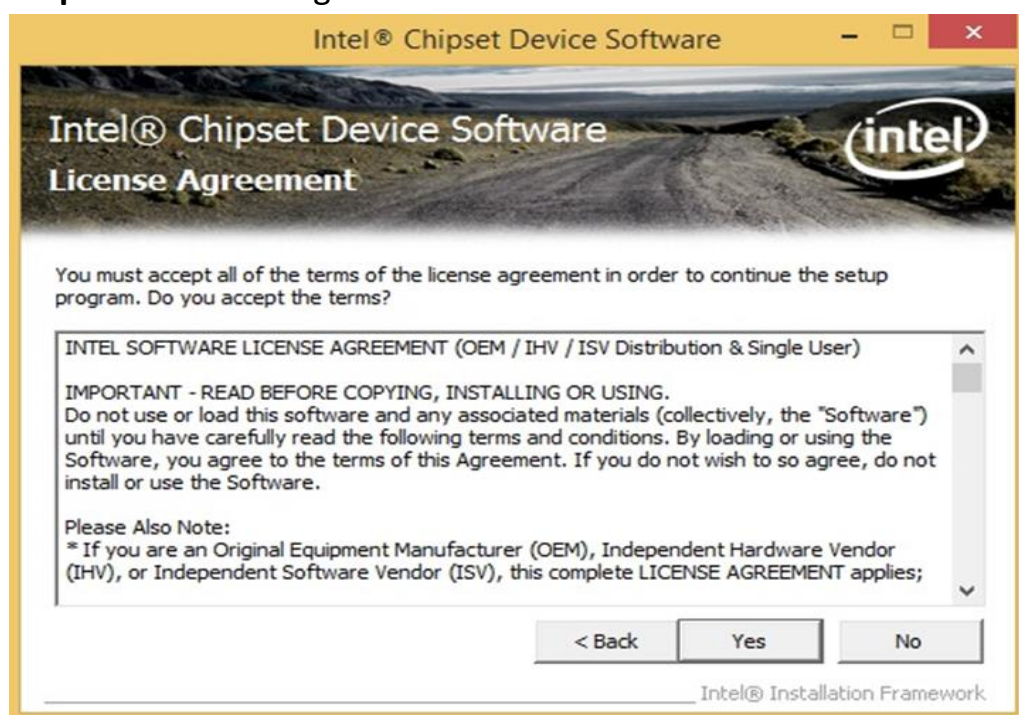 Intel® Chipset Device Software
Intel® Chipset Device Software
intel
License Agreement
You must accept all of the terms of the license agreement in order to continue the setup
program. Do you accept the terms?
INTEL SOFTWARE LICENSE AGREEMENT (OEM / IHV / ISV Distribution & Single User)
IMPORTANT - READ BEFORE COPYING, INSTALLING OR USING.
Do not use or load this software and any associated materials (collectively, the "Software")
until you have carefully read the following terms and conditions. By loading or using the
Software, you agree to the terms of this Agreement. If you do not wish to so agree, do not
install or use the Software.
Please Also Note:
* If you are an Original Equipment Manufacturer (OEM), Independent Hardware Vendor
(IHV), or Independent Software Vendor (ISV), this complete LICENSE AGREEMENT applies;
< Back Yes No
Intel® Installation Framework